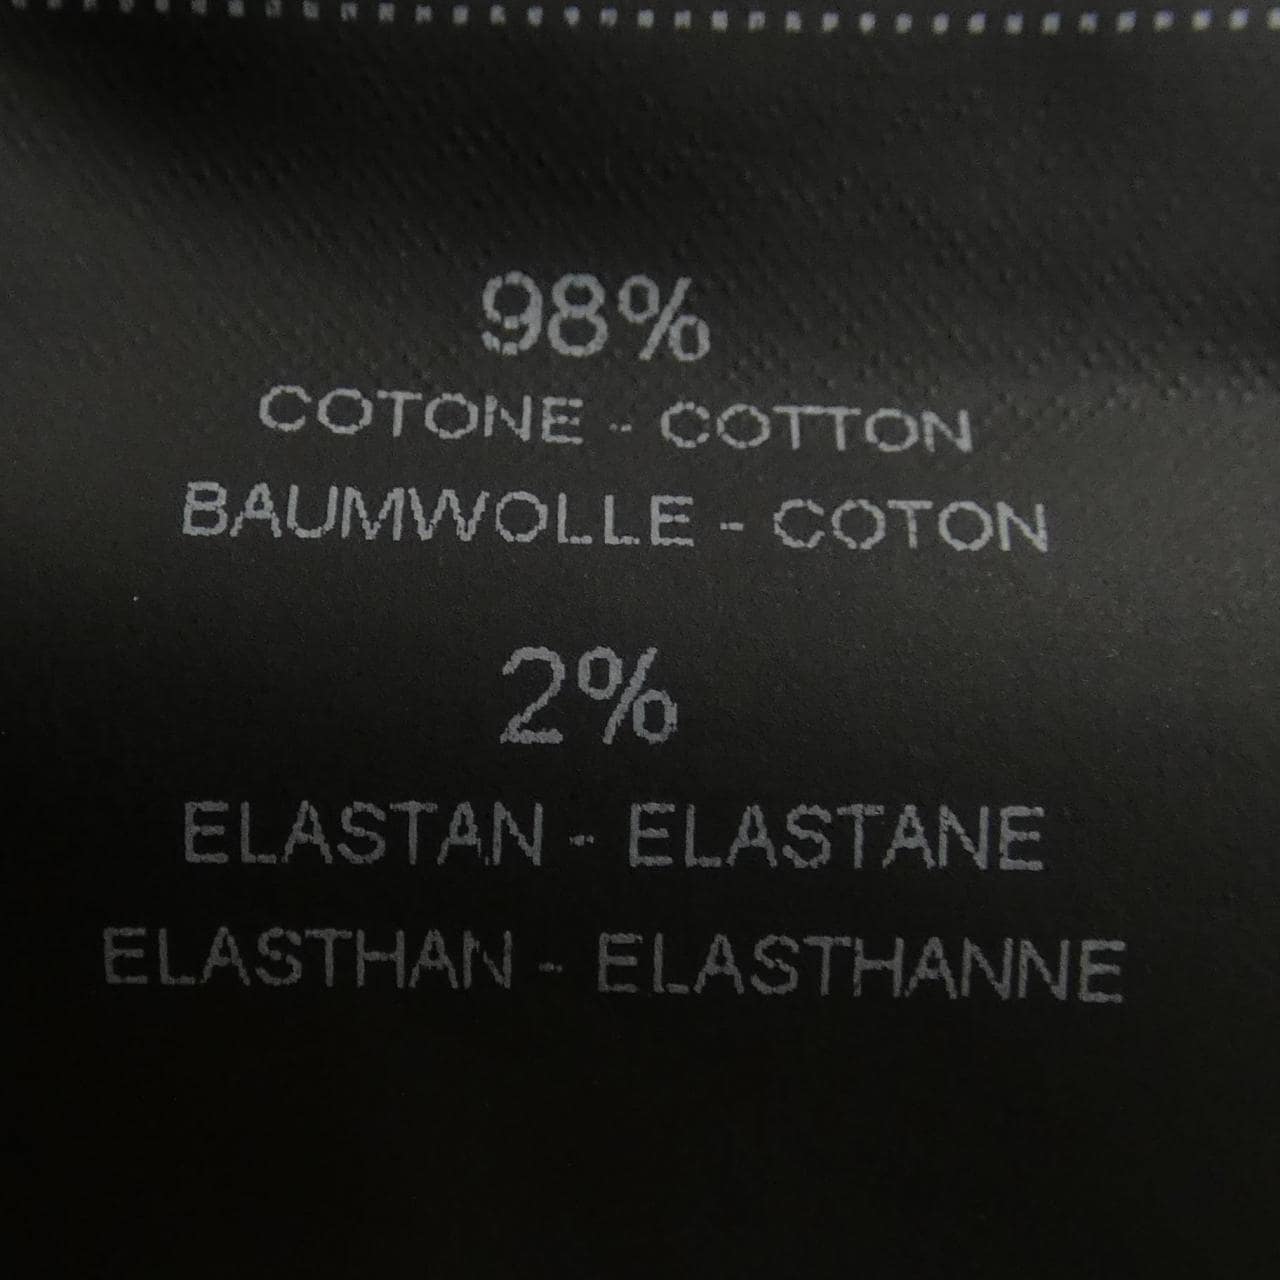 98%
COTONE - COTTON
BAUMWOLLE - COTON
2%
ELASTAN - ELASTANE
ELASTHAN - ELASTHANNE